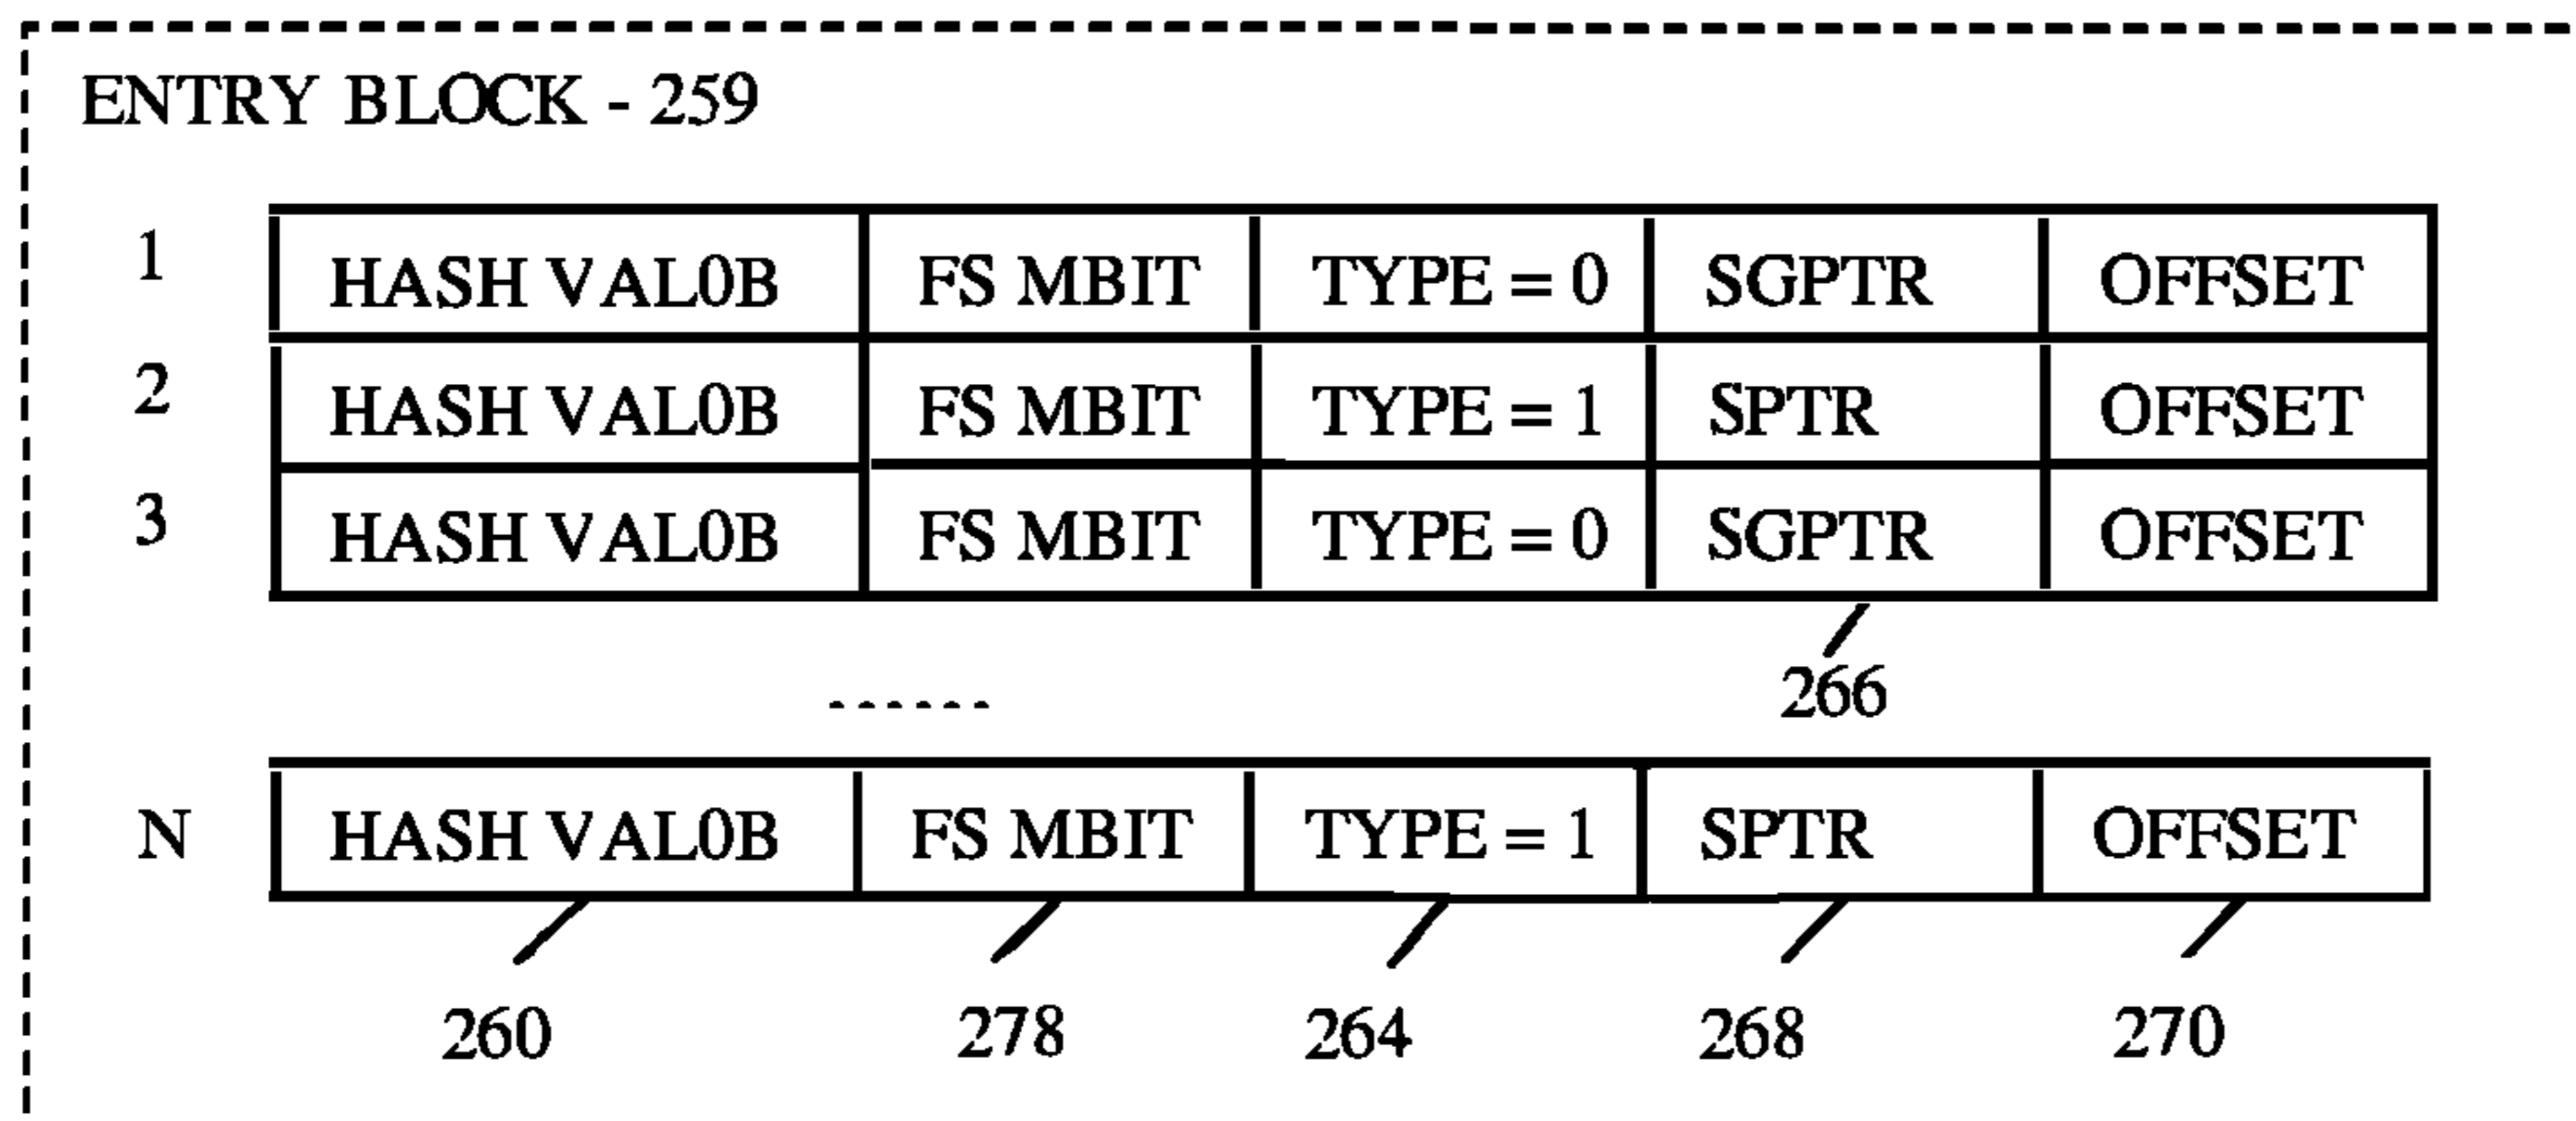 ENTRY BLOCK - 259
1 HASH VAL0B FS MBIT TYPE = 0 SGPTR OFFSET
2 HASH VAL0B FS MBIT TYPE = 1 SPTR OFFSET
3 HASH VAL0B FS MBIT TYPE = 0 SGPTR OFFSET
266
......
N HASH VAL0B FS MBIT TYPE = 1 SPTR OFFSET
260 278 264 268 270